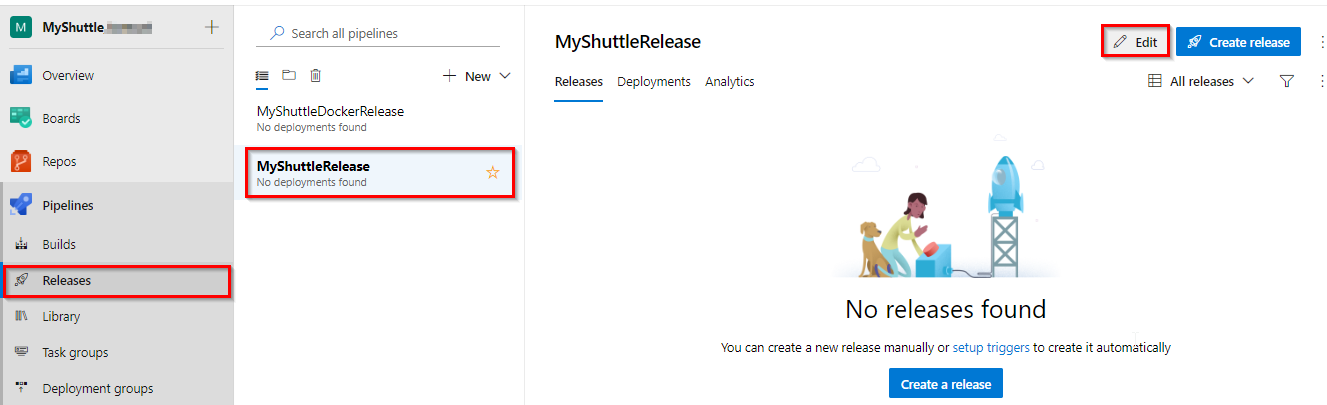 M MyShuttle
Overview
Boards
Repos
Pipelines
Builds
Releases
Library
Task groups
Deployment groups
Search all pipelines
New
MyShuttleDockerRelease
No deployments found
MyShuttleRelease
No deployments found
MyShuttleRelease
Edit
Create release
Releases Deployments Analytics
All releases
No releases found
You can create a new release manually or setup triggers to create it automatically
Create a release